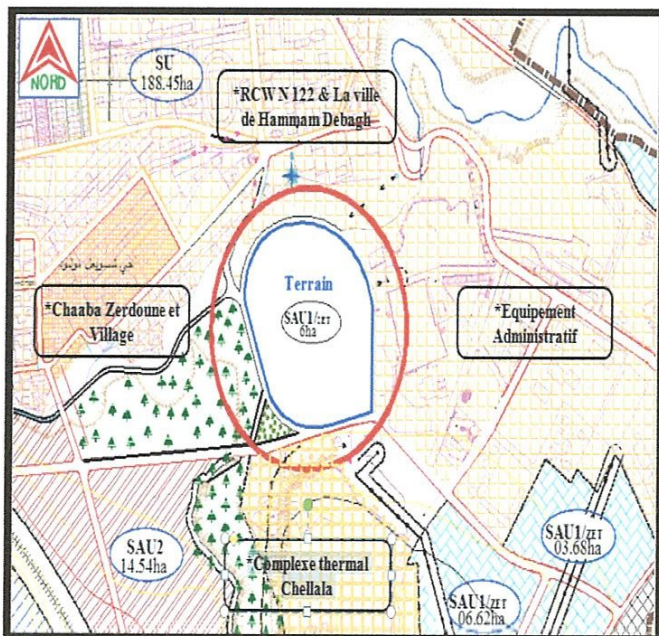 NORD
SU
188.45ha
*RCW N 122 & La ville
de Hammam Debagh
*Chaaba Zerdoune et
Village
Terrain
SAU1/ZET
6ha
*Equipement
Administratif
SAU2
14.54ha
*Complexe thermal
Chellala
SAU1/ZET
03.68ha
SAU1/ZET
06.62ha